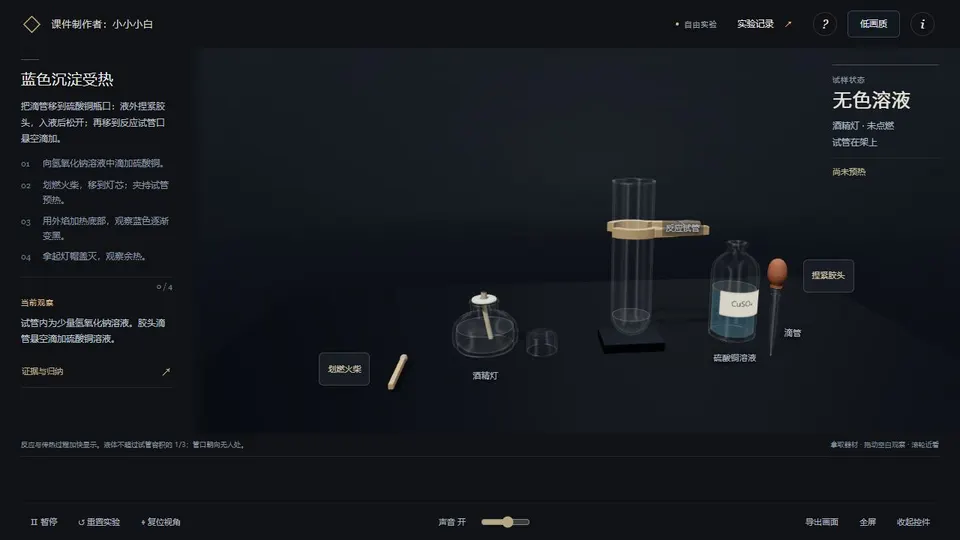 课件制作者：小小小白
自由实验
实验记录 ↗
?
低画质
i
蓝色沉淀受热
把滴管移到硫酸铜瓶口：液外捏紧胶
头，入液后松开；再移到反应试管口
悬空滴加。
01 向氢氧化钠溶液中滴加硫酸铜。
02 划燃火柴，移到灯芯；夹持试管
预热。
03 用外焰加热底部，观察蓝色逐渐
变黑。
04 拿起灯帽盖灭，观察余热。
0 / 4
当前观察
试管内为少量氢氧化钠溶液。胶头滴
管悬空滴加硫酸铜溶液。
证据与归纳 ↗
试样状态
无色溶液
酒精灯 · 未点燃
试管在架上
尚未预热
反应试管
捏紧胶头
CuSO₄
滴管
硫酸铜溶液
划燃火柴
酒精灯
反应与传热过程加快显示。液体不超过试管容积的 1/3；管口朝向无人处。
拿取器材 · 拖动空白观察 · 滚轮近看
暂停
↺ 重置实验
复位视角
声音 开
导出画面
全屏
收起控件